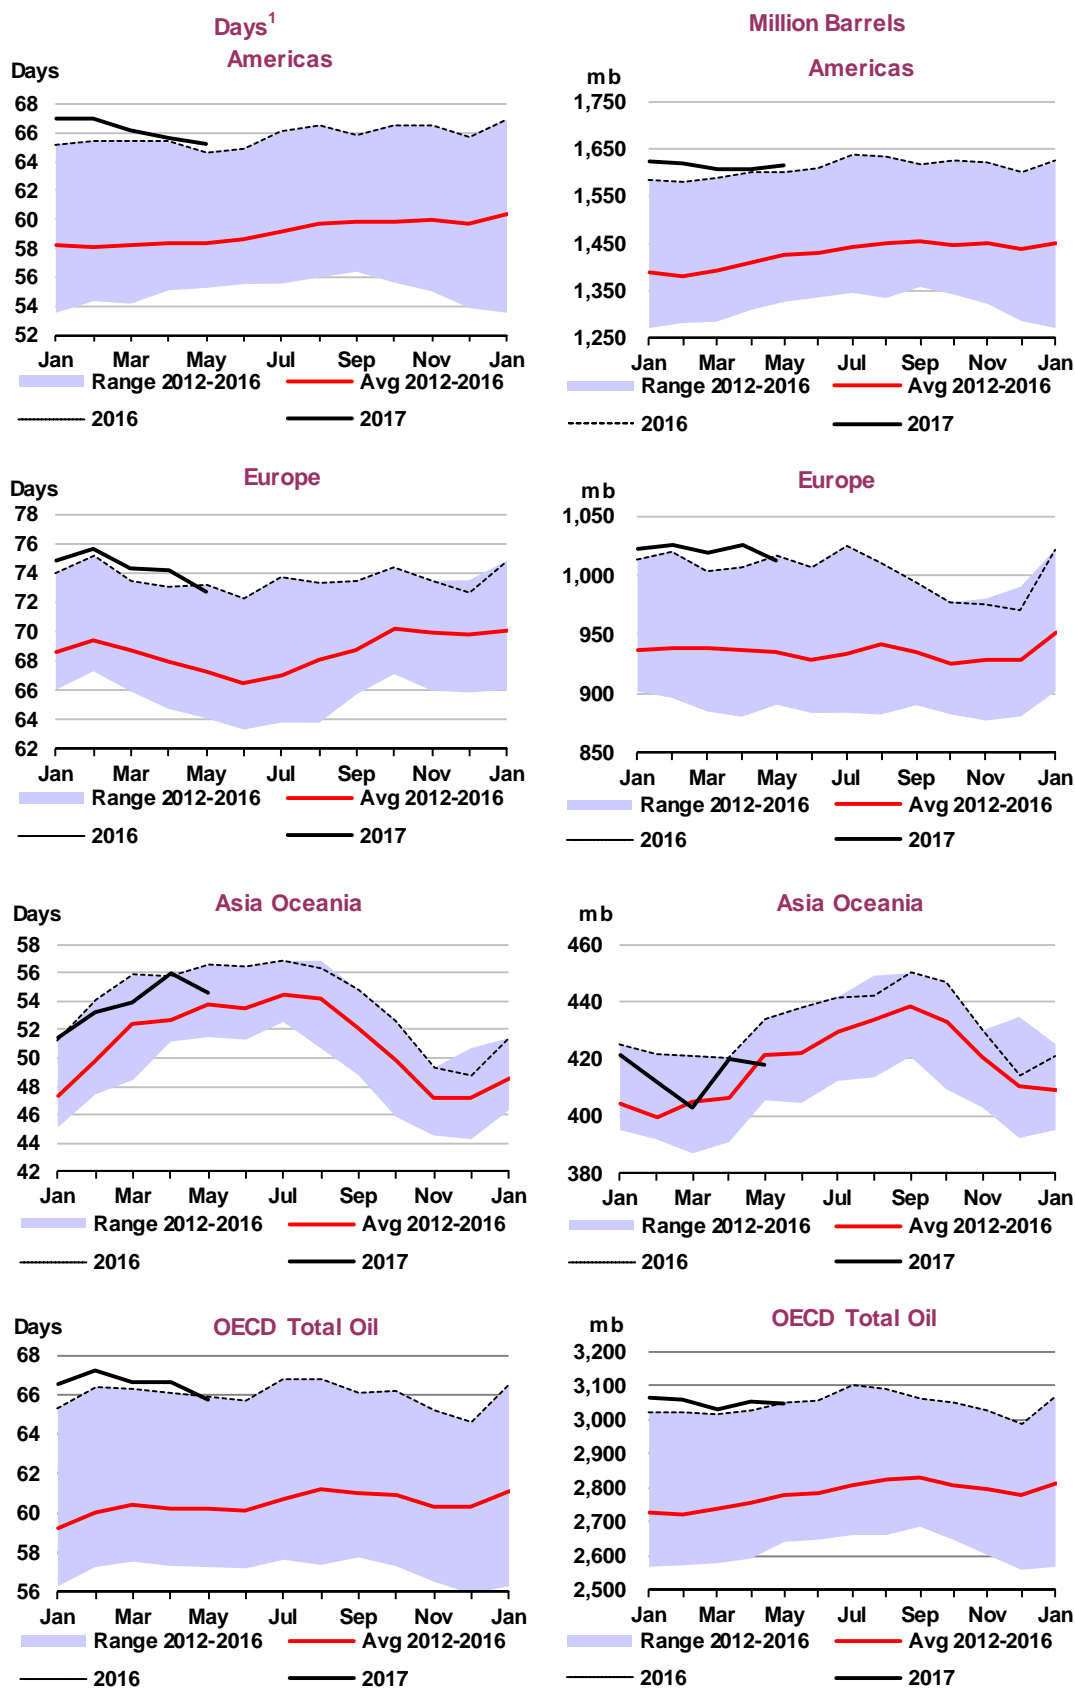 Days¹
Americas
Days
68
66
64
62
60
58
56
54
52
Jan Mar May Jul Sep Nov Jan
Range 2012-2016 Avg 2012-2016
2016 2017
Million Barrels
Americas
mb
1,750
1,650
1,550
1,450
1,350
1,250
Jan Mar May Jul Sep Nov Jan
Range 2012-2016 Avg 2012-2016
2016 2017
Europe
Days
78
76
74
72
70
68
66
64
62
Jan Mar May Jul Sep Nov Jan
Range 2012-2016 Avg 2012-2016
2016 2017
Europe
mb
1,050
1,000
950
900
850
Jan Mar May Jul Sep Nov Jan
Range 2012-2016 Avg 2012-2016
2016 2017
Asia Oceania
Days
58
56
54
52
50
48
46
44
42
Jan Mar May Jul Sep Nov Jan
Range 2012-2016 Avg 2012-2016
2016 2017
Asia Oceania
mb
460
440
420
400
380
Jan Mar May Jul Sep Nov Jan
Range 2012-2016 Avg 2012-2016
2016 2017
OECD Total Oil
Days
68
66
64
62
60
58
56
Jan Mar May Jul Sep Nov Jan
Range 2012-2016 Avg 2012-2016
2016 2017
OECD Total Oil
mb
3,200
3,100
3,000
2,900
2,800
2,700
2,600
2,500
Jan Mar May Jul Sep Nov Jan
Range 2012-2016 Avg 2012-2016
2016 2017